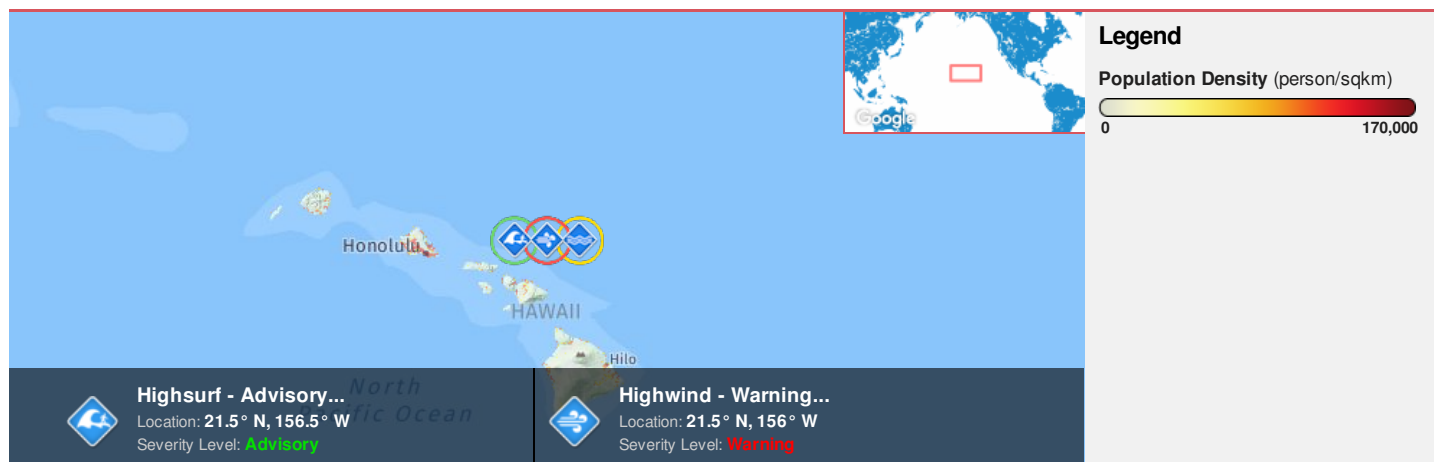 Google
Honolulu
HAWAII
Hilo
North
Pacific Ocean
Highsurf - Advisory...
Location: 21.5° N, 156.5° W
Severity Level: Advisory
Highwind - Warning...
Location: 21.5° N, 156° W
Severity Level: Warning
Legend
Population Density (person/sqkm)
0
170,000